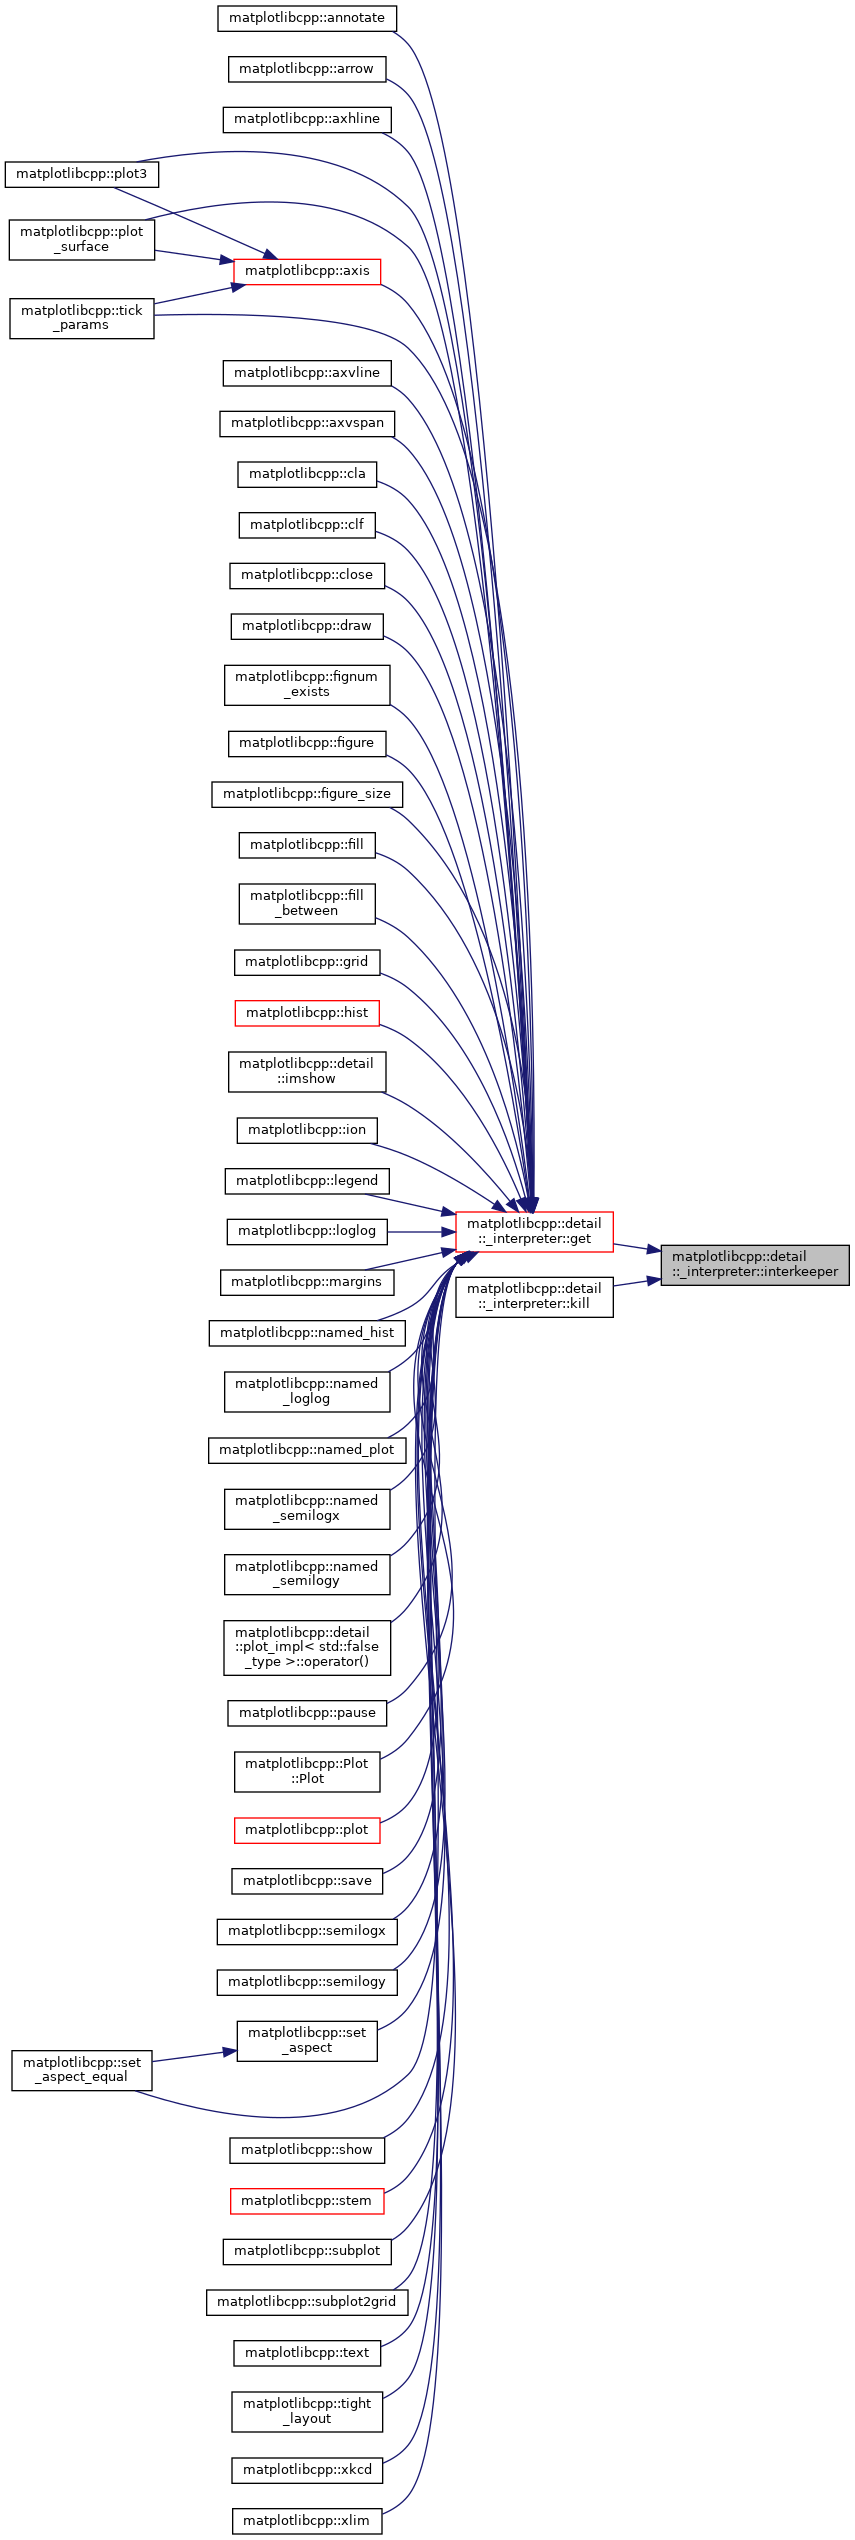 matplotlibcpp::annotate
matplotlibcpp::arrow
matplotlibcpp::axhline
matplotlibcpp::plot3
matplotlibcpp::plot
_surface
matplotlibcpp::axis
matplotlibcpp::tick
_params
matplotlibcpp::axvline
matplotlibcpp::axvspan
matplotlibcpp::cla
matplotlibcpp::clf
matplotlibcpp::close
matplotlibcpp::draw
matplotlibcpp::fignum
_exists
matplotlibcpp::figure
matplotlibcpp::figure_size
matplotlibcpp::fill
matplotlibcpp::fill
_between
matplotlibcpp::grid
matplotlibcpp::hist
matplotlibcpp::detail
::imshow
matplotlibcpp::ion
matplotlibcpp::legend
matplotlibcpp::loglog
matplotlibcpp::detail
::_interpreter::get
matplotlibcpp::detail
::_interpreter::interkeeper
matplotlibcpp::margins
matplotlibcpp::detail
::_interpreter::kill
matplotlibcpp::named_hist
matplotlibcpp::named
_loglog
matplotlibcpp::named_plot
matplotlibcpp::named
_semilogx
matplotlibcpp::named
_semilogy
matplotlibcpp::detail
::plot_impl< std::false
_type >::operator()
matplotlibcpp::pause
matplotlibcpp::Plot
::Plot
matplotlibcpp::plot
matplotlibcpp::save
matplotlibcpp::semilogx
matplotlibcpp::semilogy
matplotlibcpp::set
_aspect
matplotlibcpp::set
_aspect_equal
matplotlibcpp::show
matplotlibcpp::stem
matplotlibcpp::subplot
matplotlibcpp::subplot2grid
matplotlibcpp::text
matplotlibcpp::tight
_layout
matplotlibcpp::xkcd
matplotlibcpp::xlim